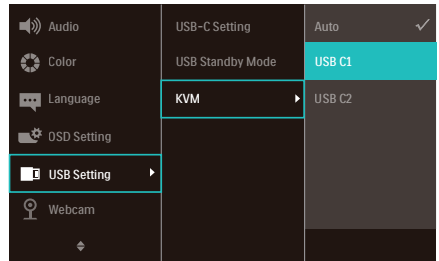 Audio
Color
Language
OSD Setting
USB Setting
Webcam
USB-C Setting
USB Standby Mode
KVM
Auto
USB C1
USB C2